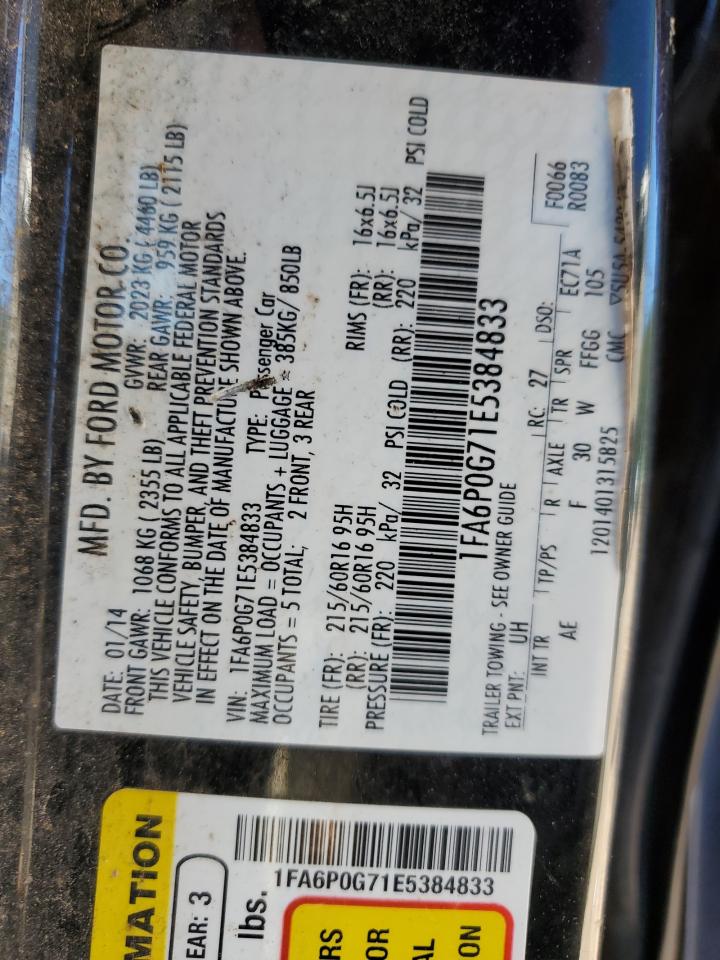 MFD. BY FORD MOTOR CO.
DATE: 01/14 GVWR: 2023 KG ( 4460 LB)
FRONT GAWR: 1068 KG ( 2355 LB) REAR GAWR: 959 KG ( 2115 LB)
THIS VEHICLE CONFORMS TO ALL APPLICABLE FEDERAL MOTOR
VEHICLE SAFETY, BUMPER, AND THEFT PREVENTION STANDARDS
IN EFFECT ON THE DATE OF MANUFACTURE SHOWN ABOVE.
VIN: 1FA6P0G71E5384833 TYPE: Passenger Car
MAXIMUM LOAD = OCCUPANTS + LUGGAGE = 385KG/ 850LB
OCCUPANTS = 5 TOTAL; 2 FRONT, 3 REAR
TIRE (FR): 215/60R16 95H RIMS (FR): 16x6.5J
(RR): 215/60R16 95H (RR): 16x6.5J
PRESSURE (FR): 220 kPa/ 32 PSI COLD (RR): 220 kPa/ 32 PSI COLD
1FA6P0G71E5384833
TRAILER TOWING - SEE OWNER GUIDE
EXT PNT: UH RC: 27 DSO: F0066
R0083
INT TR TP/PS R AXLE TR SPR EC71A
AE F 30 W FFGG 105
1201401315825 CMC
MATION
EAR: 3
lbs.
1FA6P0G71E5384833
RS
OR
AL
ON